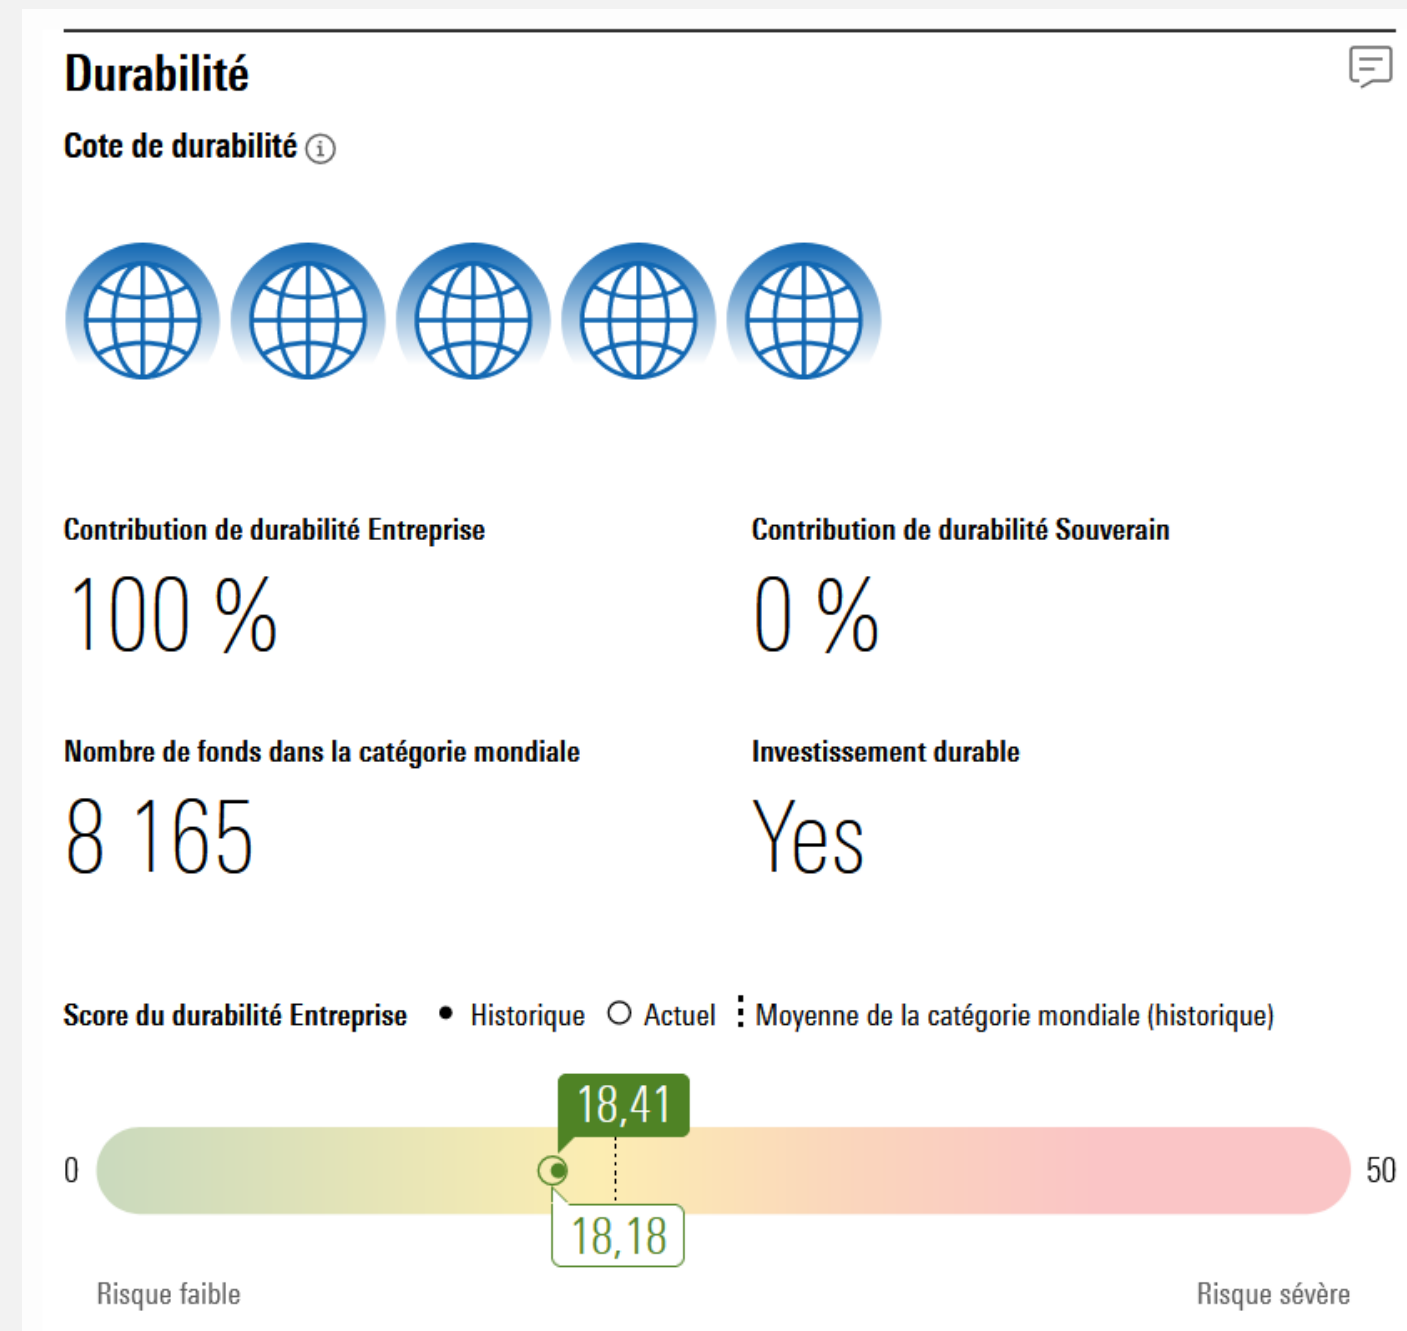 Durabilité
Cote de durabilité
Contribution de durabilité Entreprise
Contribution de durabilité Souverain
100 %
0 %
Nombre de fonds dans la catégorie mondiale
Investissement durable
8 165
Yes
Score du durabilité Entreprise Historique Actuel Moyenne de la catégorie mondiale (historique)
18,41
0
50
18,18
Risque faible
Risque sévère